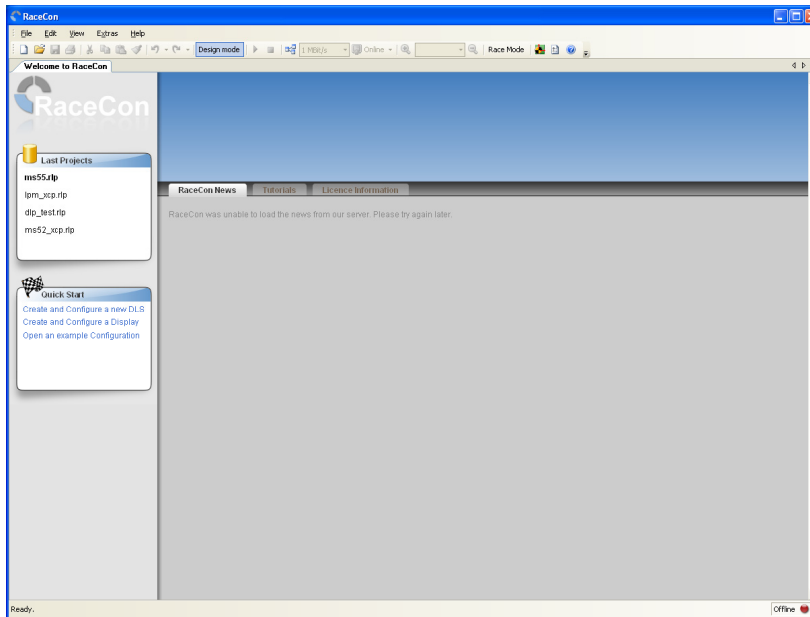 RaceCon
File Edit View Extras Help
Design mode 1 MBit/s Online Race Mode
Welcome to RaceCon
RaceCon
Last Projects
ms55.rlp
lpm_xcp.rlp
dlp_test.rlp
ms52_xcp.rlp
RaceCon News Tutorials Licence Information
RaceCon was unable to load the news from our server. Please try again later.
Quick Start
Create and Configure a new DLS
Create and Configure a Display
Open an example Configuration
Ready. Offline